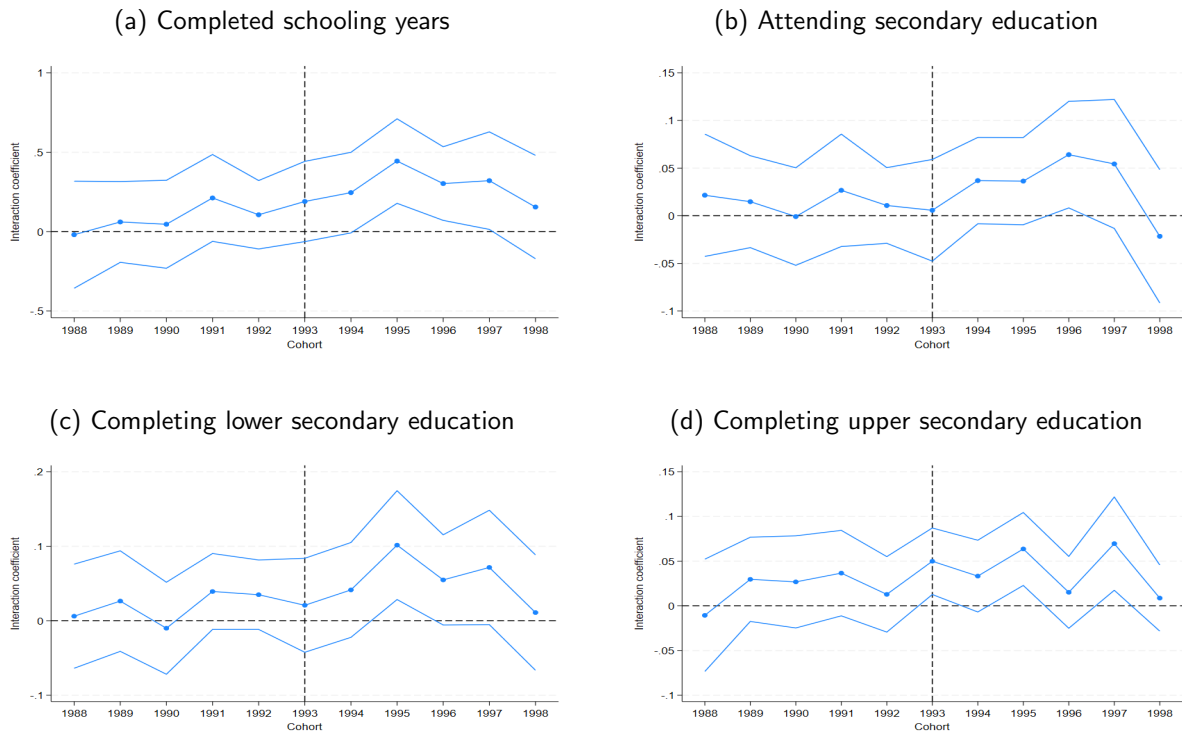 (a) Completed schooling years
Interaction coefficient
1
.5
0
-.5
1988 1989 1990 1991 1992 1993 1994 1995 1996 1997 1998
Cohort
(b) Attending secondary education
Interaction coefficient
.15
.1
.05
0
-.05
-.1
1988 1989 1990 1991 1992 1993 1994 1995 1996 1997 1998
Cohort
(c) Completing lower secondary education
Interaction coefficient
.2
.1
0
-.1
1988 1989 1990 1991 1992 1993 1994 1995 1996 1997 1998
Cohort
(d) Completing upper secondary education
Interaction coefficient
.15
.1
.05
0
-.05
-.1
1988 1989 1990 1991 1992 1993 1994 1995 1996 1997 1998
Cohort